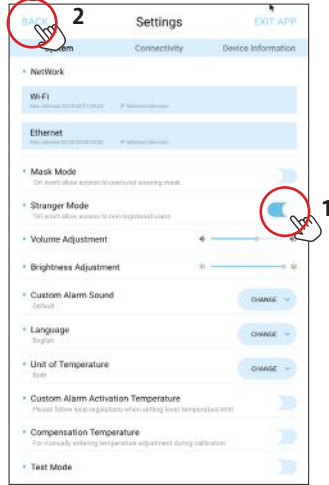 BACK
2
Settings
EXIT APP
System
Connectivity
Device Information
NetWork
Wi-Fi
Ethernet
Mask Mode
'On' won't allow access to users not wearing mask
Stranger Mode
'On' won't allow access to non-registered users
1
Volume Adjustment
Brightness Adjustment
Custom Alarm Sound
Default
CHANGE
Language
English
CHANGE
Unit of Temperature
Both
CHANGE
Custom Alarm Activation Temperature
Please follow local regulations when setting fever temperature limit
Compensation Temperature
For manually entering temperature adjustment during calibration
Test Mode